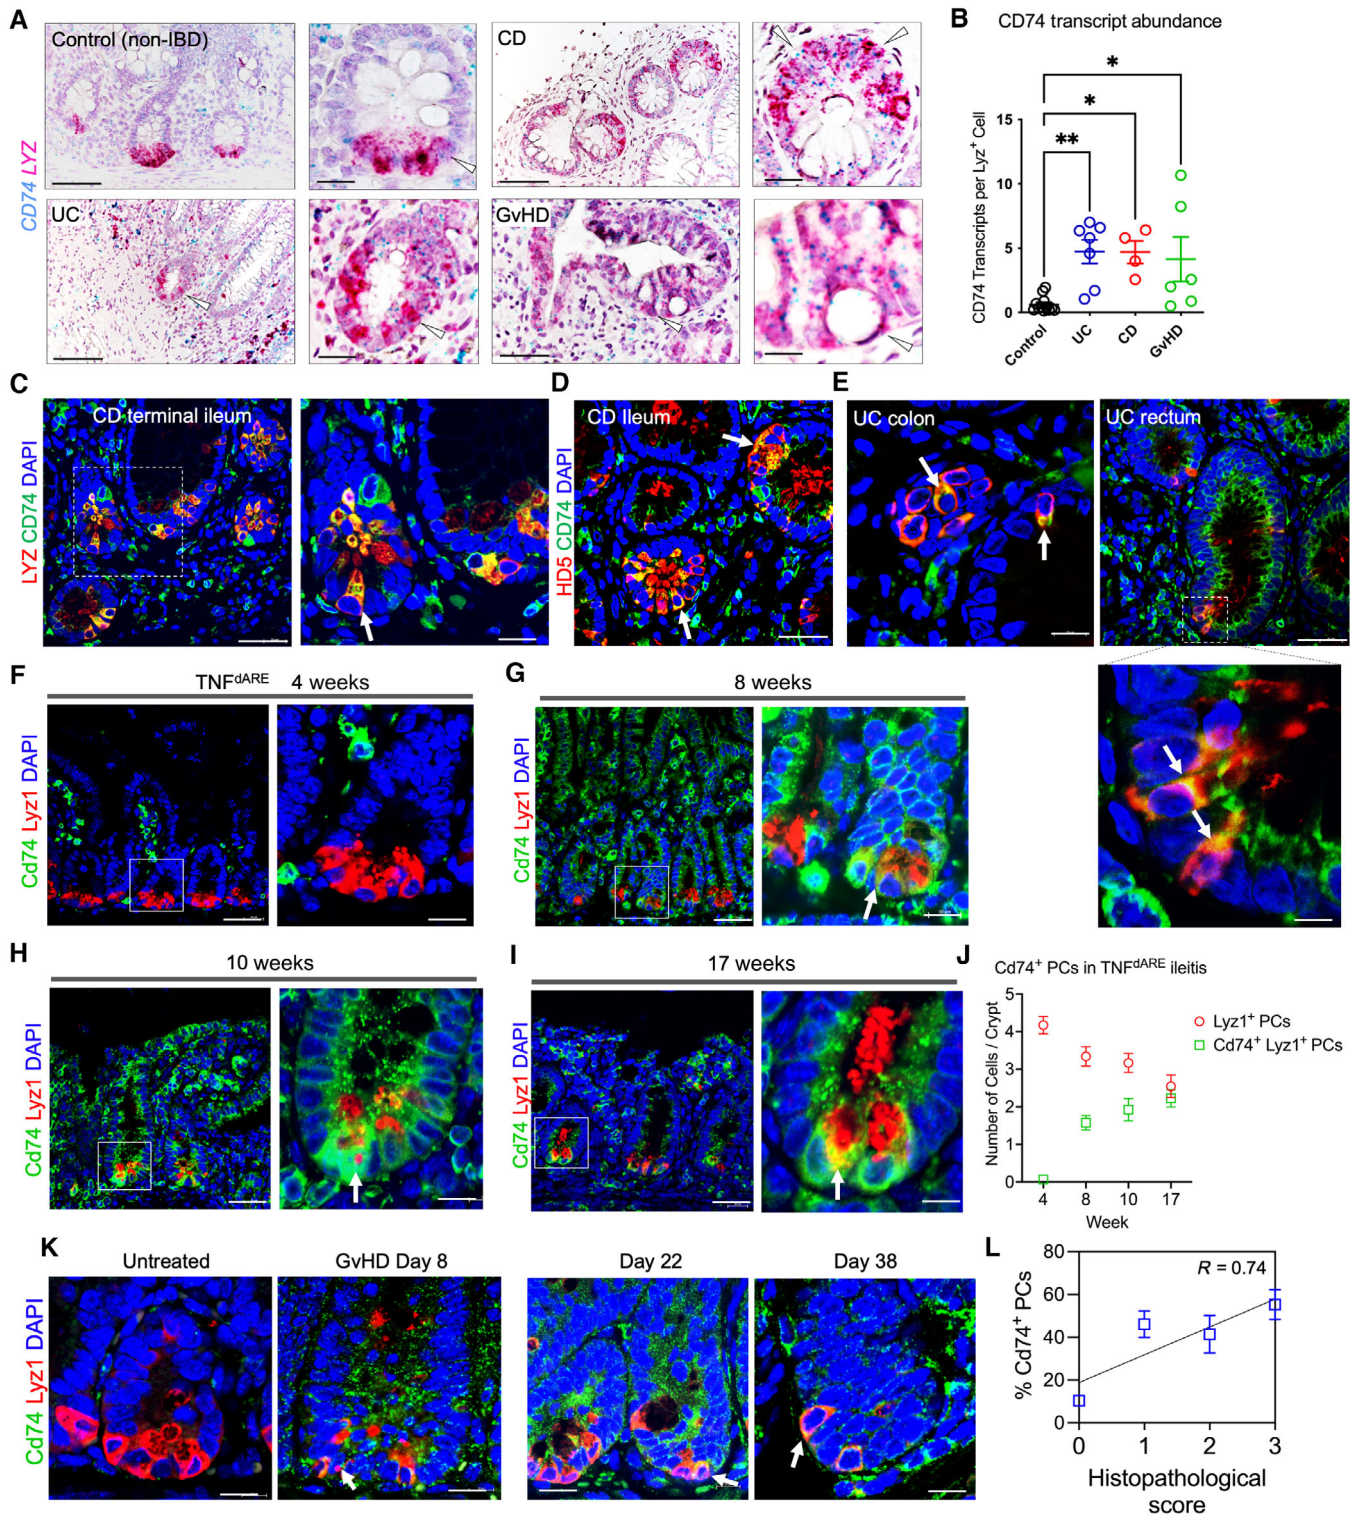 A
CD74 LYZ
Control (non-IBD)
CD
UC
GvHD
B
CD74 transcript abundance
CD74 Transcripts per Lyz+ Cell
*
*
**
15
10
5
0
Control
UC
CD
GvHD
C
LYZ CD74 DAPI
CD terminal ileum
D
HD5 CD74 DAPI
CD Ileum
E
UC colon
UC rectum
F
TNFdARE 4 weeks
Cd74 Lyz1 DAPI
G
8 weeks
Cd74 Lyz1 DAPI
H
10 weeks
Cd74 Lyz1 DAPI
I
17 weeks
Cd74 Lyz1 DAPI
J
Cd74+ PCs in TNFdARE ileitis
Number of Cells / Crypt
5
4
3
2
1
0
4 8 10 17
Week
Lyz1+ PCs
Cd74+ Lyz1+ PCs
K
Cd74 Lyz1 DAPI
Untreated
GvHD Day 8
Day 22
Day 38
L
% Cd74+ PCs
R = 0.74
80
60
40
20
0
0 1 2 3
Histopathological
score